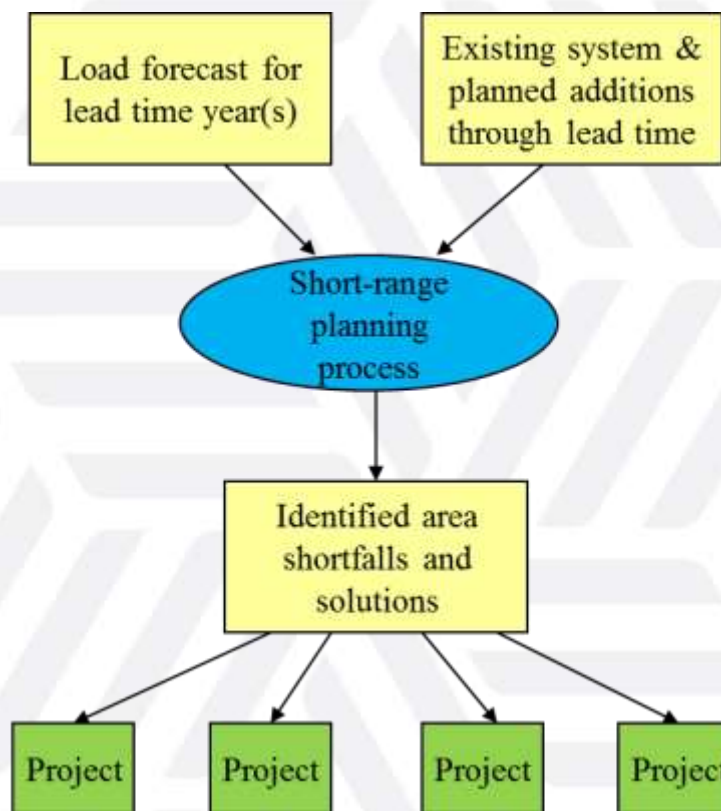 Load forecast for
lead time year(s)
Existing system &
planned additions
through lead time
Short-range
planning
process
Identified area
shortfalls and
solutions
Project
Project
Project
Project